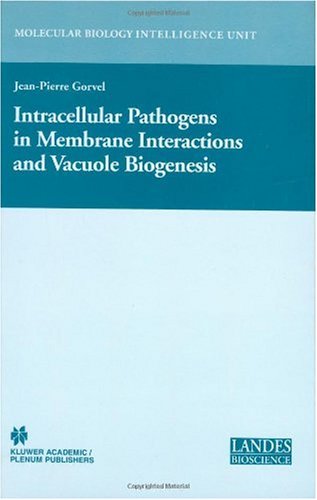 MOLECULAR BIOLOGY INTELLIGENCE UNIT
Jean-Pierre Gorvel
Intracellular Pathogens
in Membrane Interactions
and Vacuole Biogenesis
KLUWER ACADEMIC /
PLENUM PUBLISHERS
LANDES
BIOSCIENCE